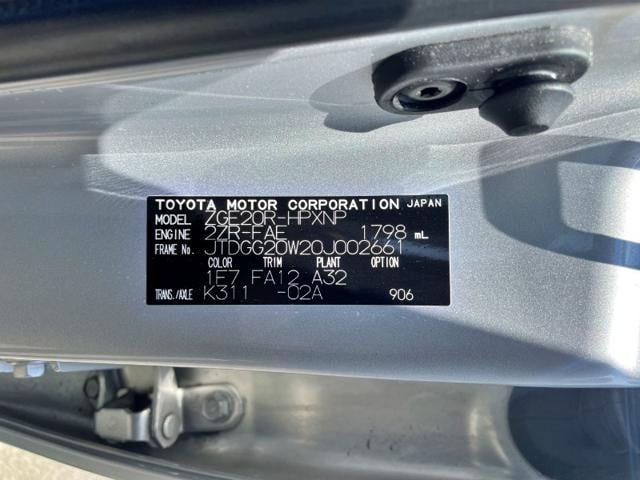 TOYOTA MOTOR CORPORATION JAPAN
MODEL ZGE20R-HPXNP
ENGINE 2ZR-FAE 1798 mL
FRAME No. JTDGG20W20J002661
COLOR TRIM PLANT OPTION
1E7 FA12 A32
TRANS./AXLE K311 -02A 906